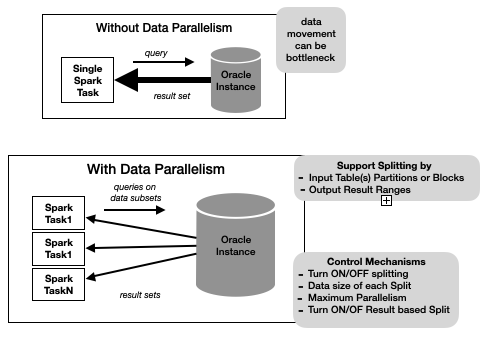 Without Data Parallelism
data
movement
can be
bottleneck
query
Single
Spark
Task
Oracle
Instance
result set
With Data Parallelism
queries on
data subsets
Spark
Task1
Spark
Task1
Spark
TaskN
Oracle
Instance
result sets
Support Splitting by
- Input Table(s) Partitions or Blocks
- Output Result Ranges
Control Mechanisms
- Turn ON/OFF splitting
- Data size of each Split
- Maximum Parallelism
- Turn ON/OF Result based Split